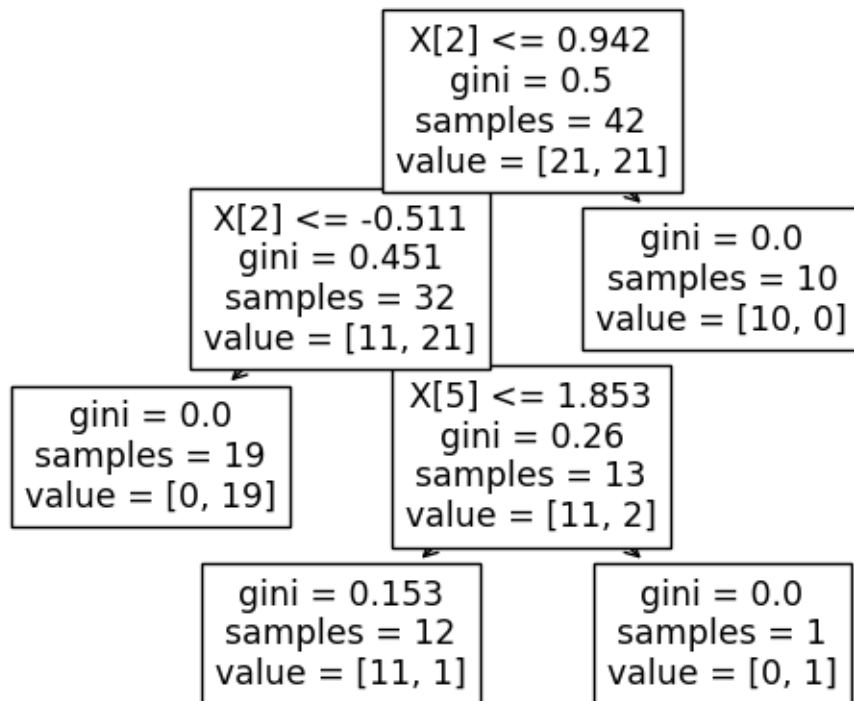 X[2] <= 0.942
gini = 0.5
samples = 42
value = [21, 21]
X[2] <= -0.511
gini = 0.451
samples = 32
value = [11, 21]
gini = 0.0
samples = 10
value = [10, 0]
gini = 0.0
samples = 19
value = [0, 19]
X[5] <= 1.853
gini = 0.26
samples = 13
value = [11, 2]
gini = 0.153
samples = 12
value = [11, 1]
gini = 0.0
samples = 1
value = [0, 1]